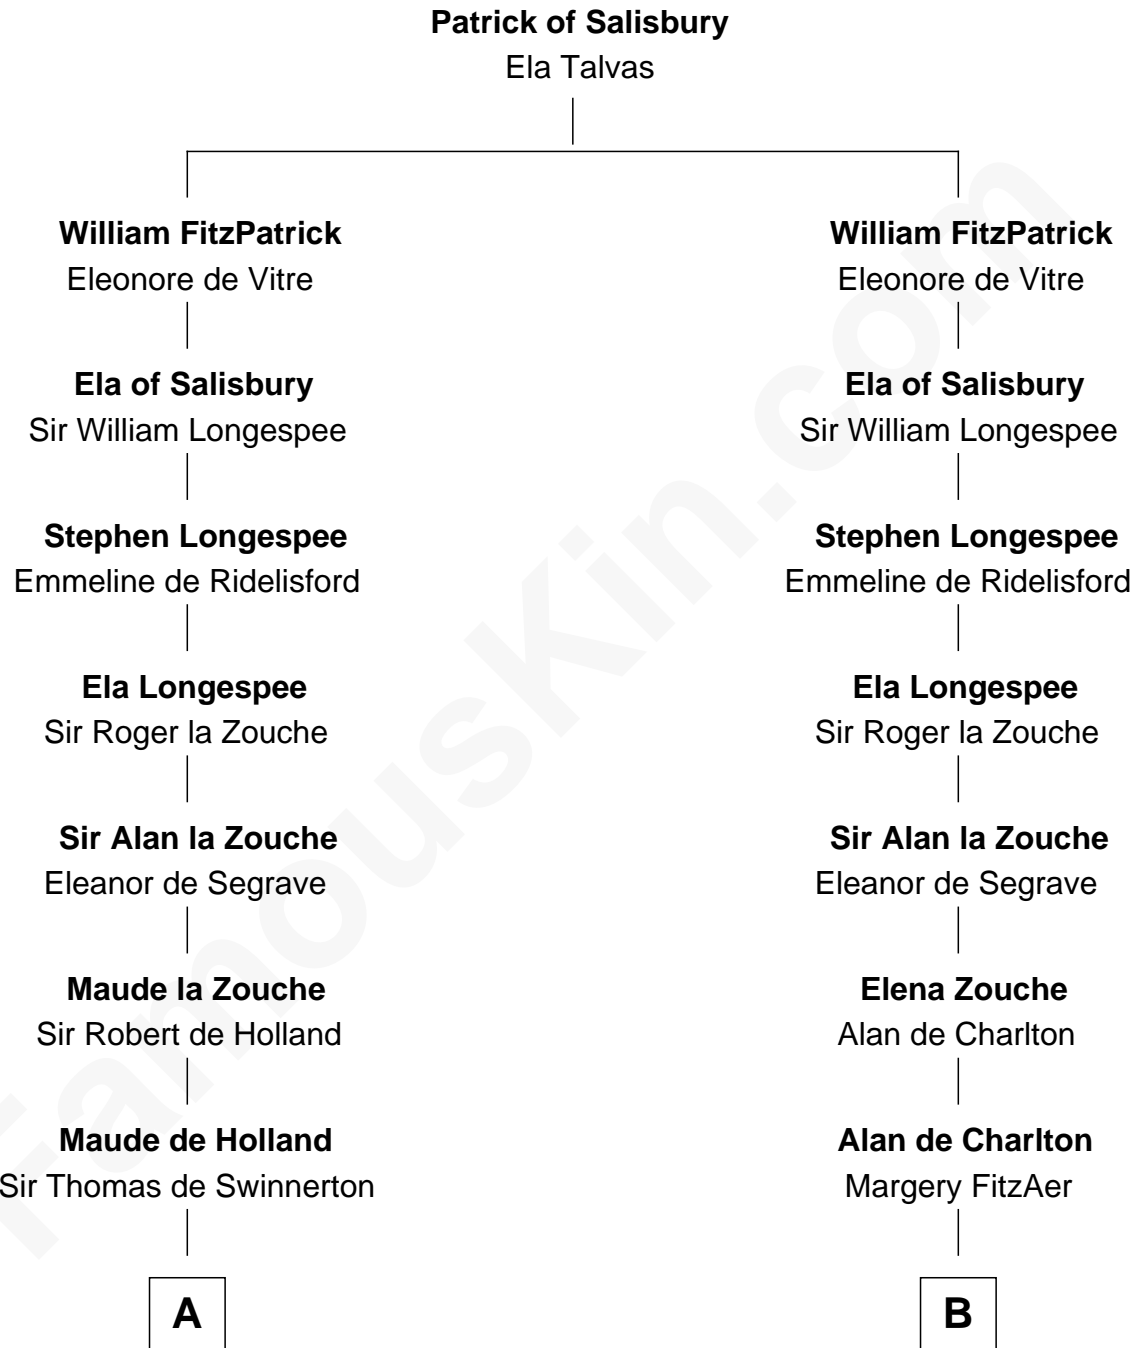 Patrick of Salisbury
Ela Talvas
William FitzPatrick
Eleonore de Vitre
Ela of Salisbury
Sir William Longespee
Stephen Longespee
Emmeline de Ridelisford
Ela Longespee
Sir Roger la Zouche
Sir Alan la Zouche
Eleanor de Segrave
Maude la Zouche
Sir Robert de Holland
Maude de Holland
Sir Thomas de Swinnerton
A
William FitzPatrick
Eleonore de Vitre
Ela of Salisbury
Sir William Longespee
Stephen Longespee
Emmeline de Ridelisford
Ela Longespee
Sir Roger la Zouche
Sir Alan la Zouche
Eleanor de Segrave
Elena Zouche
Alan de Charlton
Alan de Charlton
Margery FitzAer
B
FamousKin.com